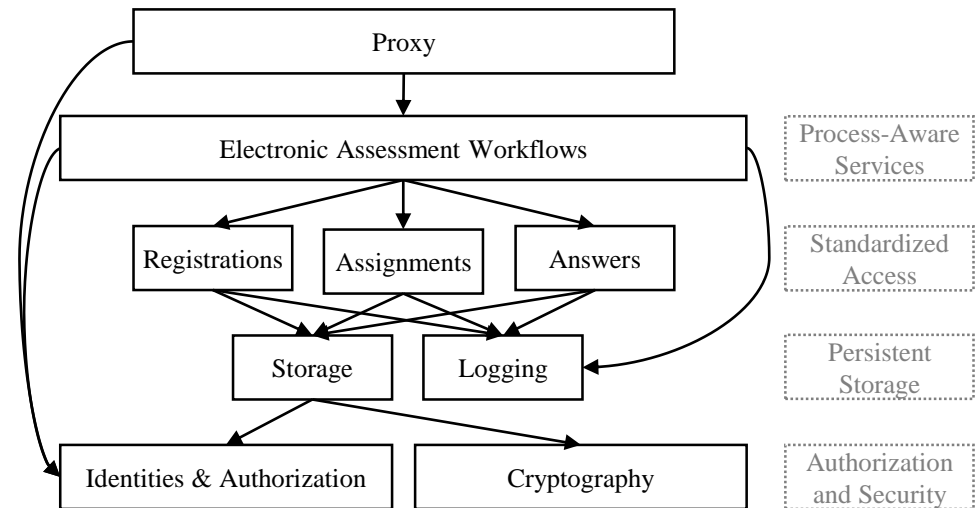 Proxy
Electronic Assessment Workflows
Process-Aware
Services
Registrations
Assignments
Answers
Standardized
Access
Storage
Logging
Persistent
Storage
Identities & Authorization
Cryptography
Authorization
and Security